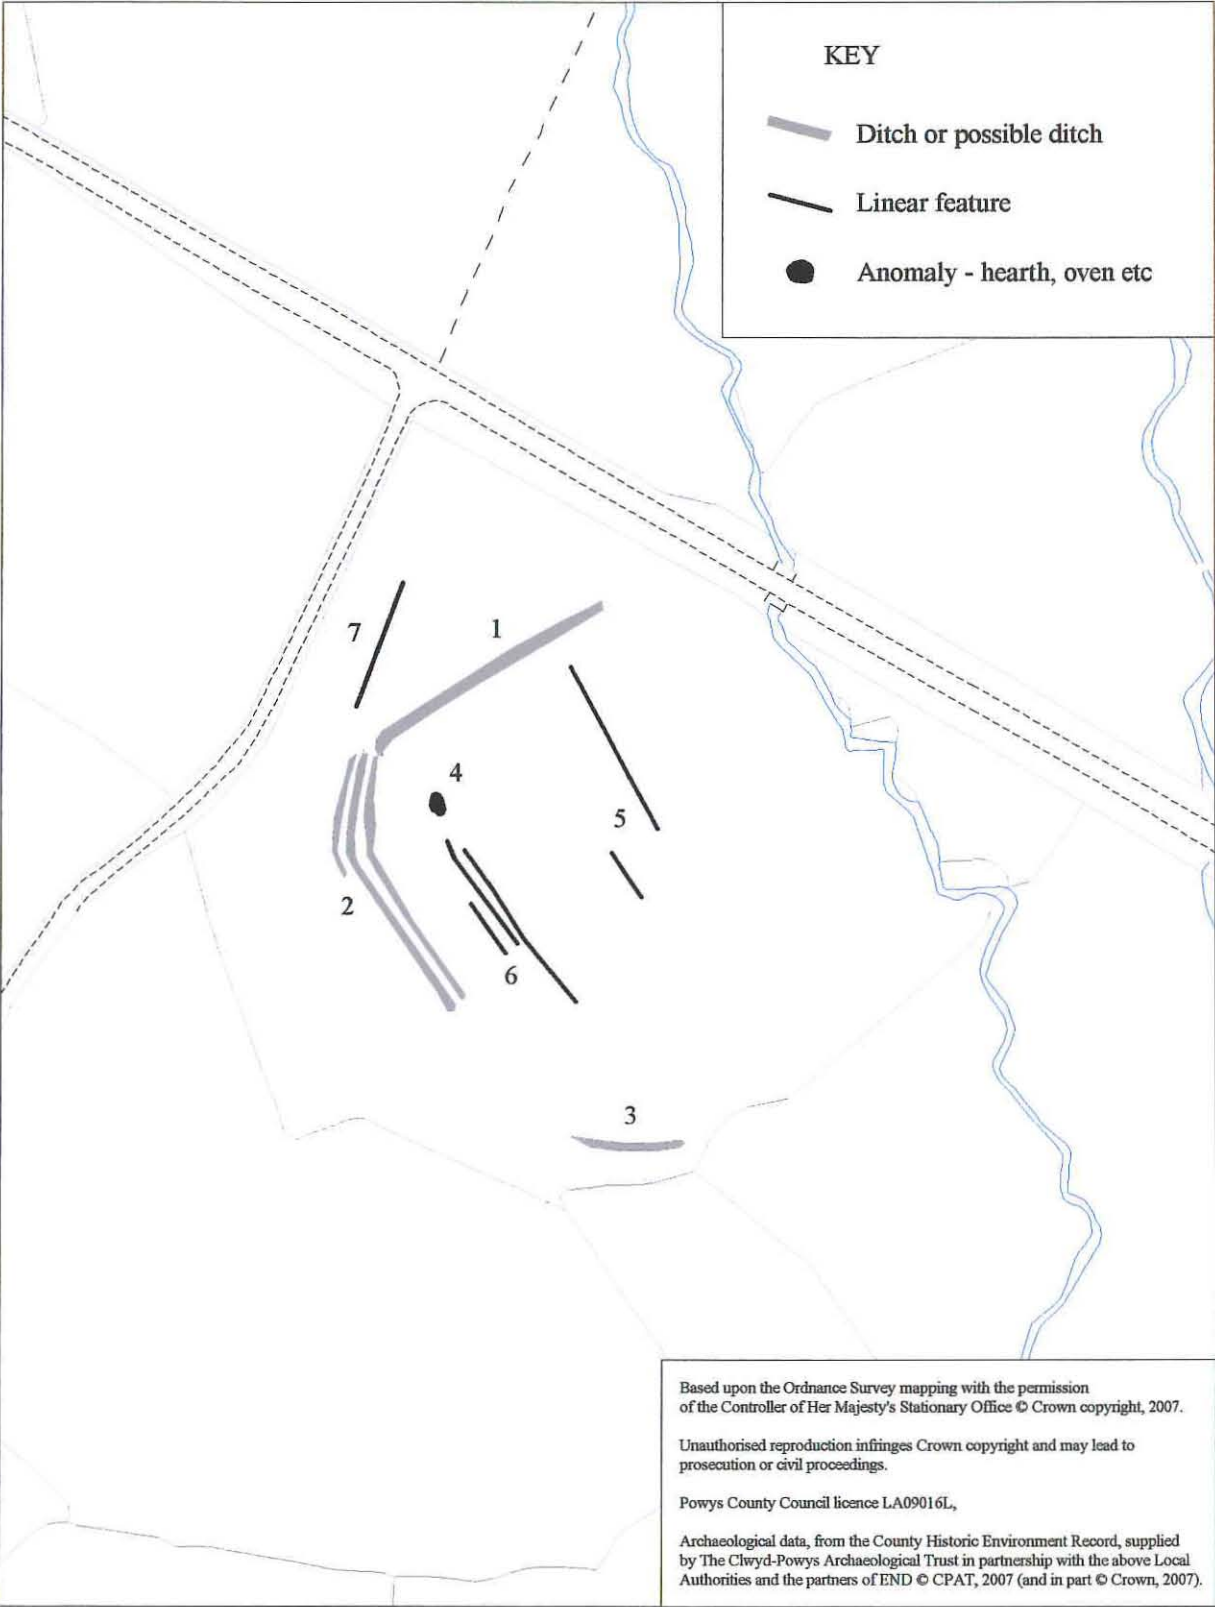 KEY
Ditch or possible ditch
Linear feature
Anomaly - hearth, oven etc
7
1
4
5
2
6
3
Based upon the Ordnance Survey mapping with the permission
of the Controller of Her Majesty's Stationary Office © Crown copyright, 2007.
Unauthorised reproduction infringes Crown copyright and may lead to
prosecution or civil proceedings.
Powys County Council licence LA09016L,
Archaeological data, from the County Historic Environment Record, supplied
by The Clwyd-Powys Archaeological Trust in partnership with the above Local
Authorities and the partners of END © CPAT, 2007 (and in part © Crown, 2007).